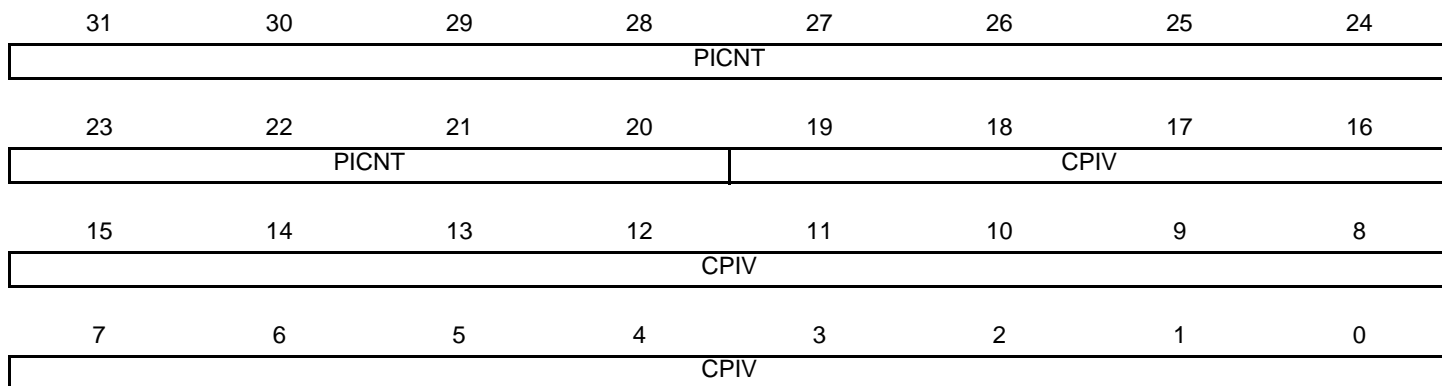 31 30 29 28 27 26 25 24
PICNT
23 22 21 20 19 18 17 16
PICNT CPIV
15 14 13 12 11 10 9 8
CPIV
7 6 5 4 3 2 1 0
CPIV